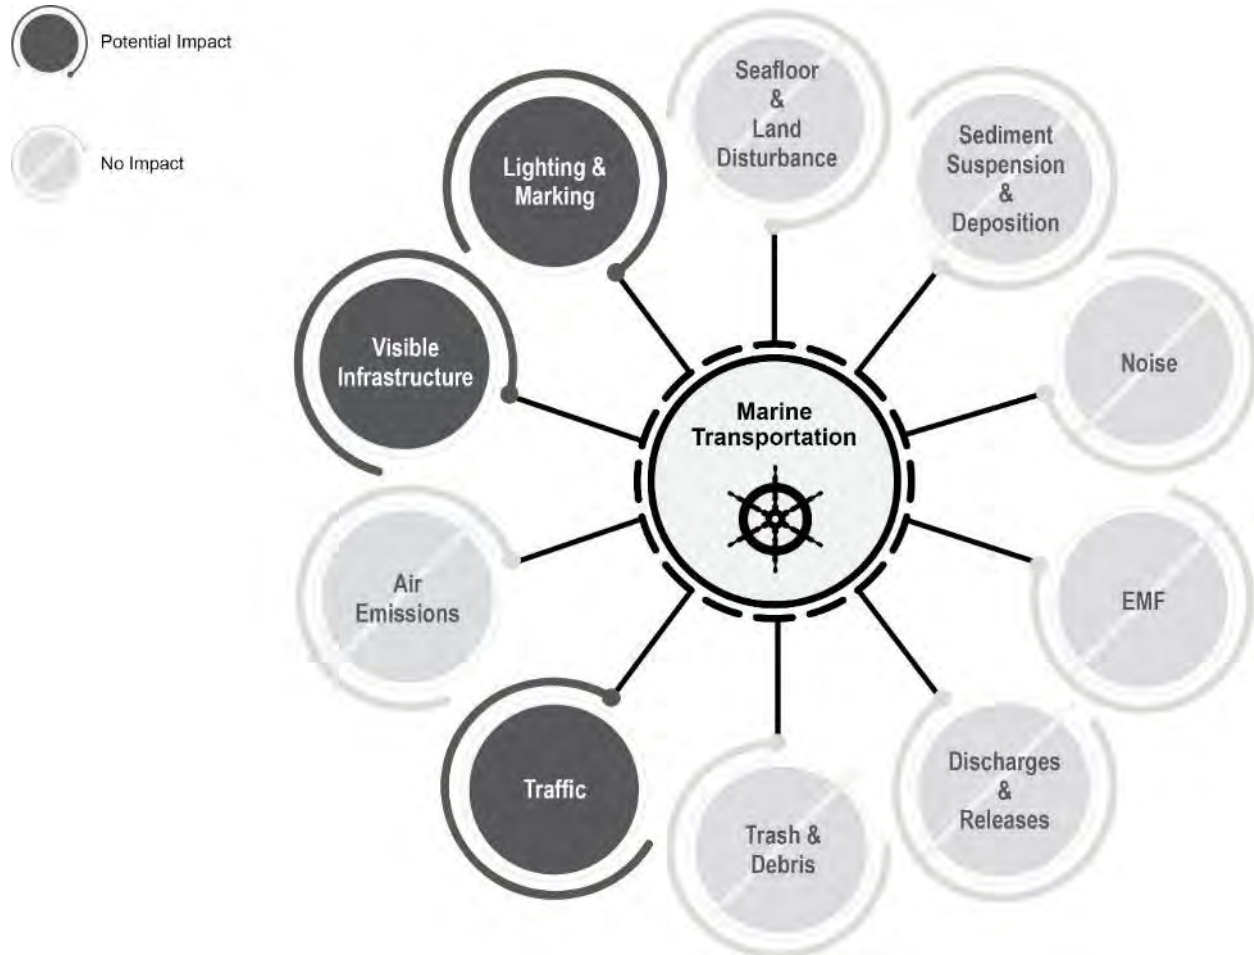 Potential Impact
No Impact
Seafloor
&
Land
Disturbance
Sediment
Suspension
&
Deposition
Noise
EMF
Discharges
&
Releases
Trash &
Debris
Traffic
Air
Emissions
Visible
Infrastructure
Lighting &
Marking
Marine
Transportation